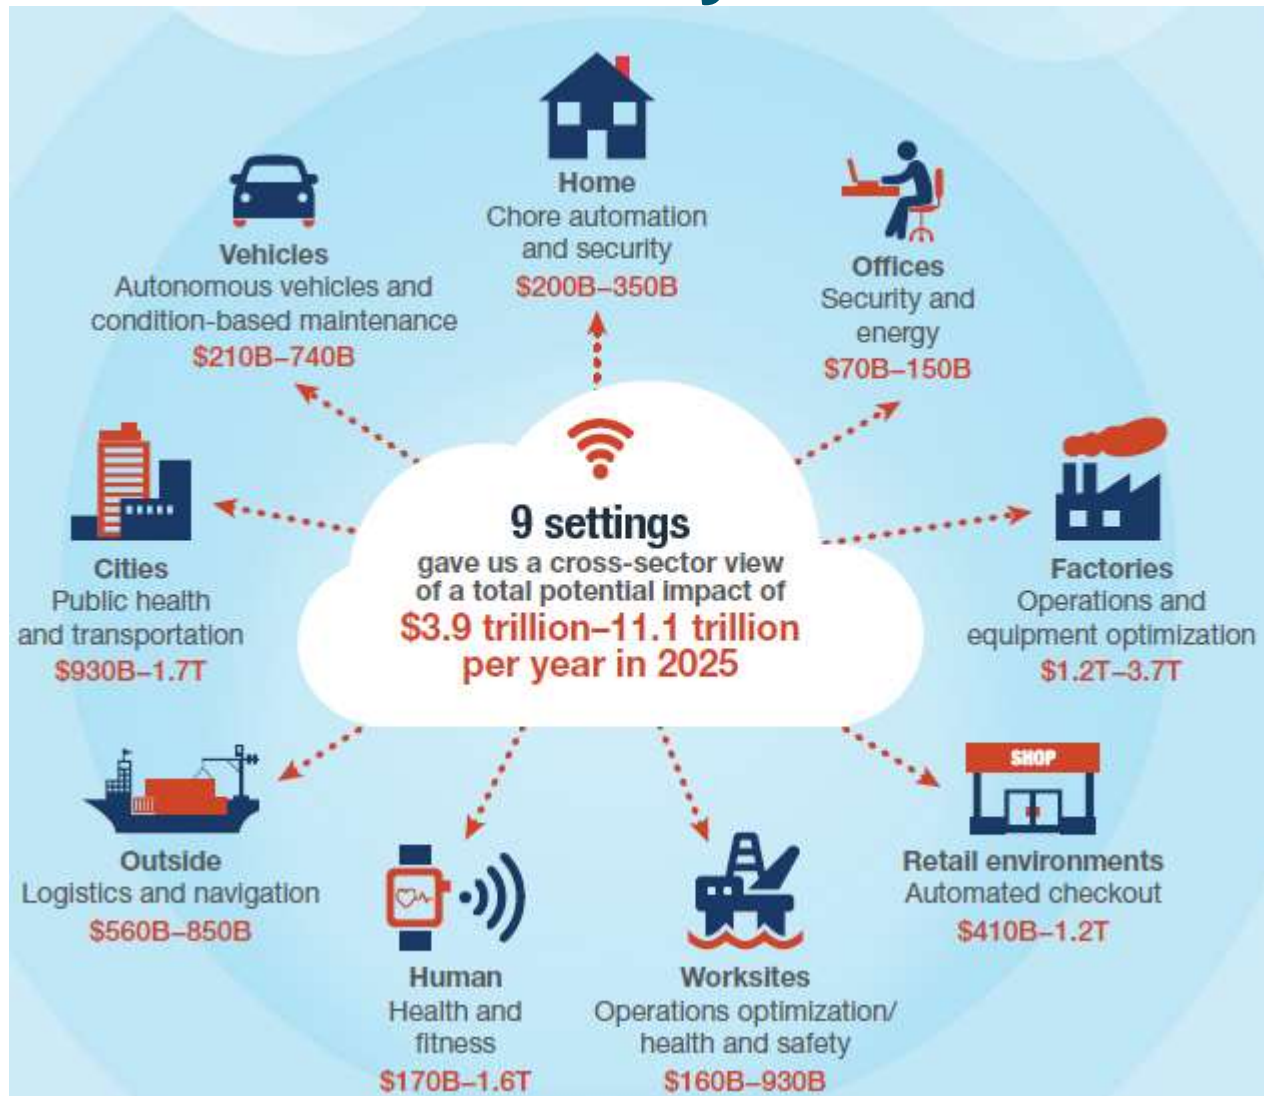 Home
Chore automation
and security
$200B–350B
Offices
Security and
energy
$70B–150B
Vehicles
Autonomous vehicles and
condition-based maintenance
$210B–740B
9 settings
gave us a cross-sector view
of a total potential impact of
$3.9 trillion–11.1 trillion
per year in 2025
Cities
Public health
and transportation
$930B–1.7T
Factories
Operations and
equipment optimization
$1.2T–3.7T
Outside
Logistics and navigation
$560B–850B
SHOP
Retail environments
Automated checkout
$410B–1.2T
Human
Health and
fitness
$170B–1.6T
Worksites
Operations optimization/
health and safety
$160B–930B